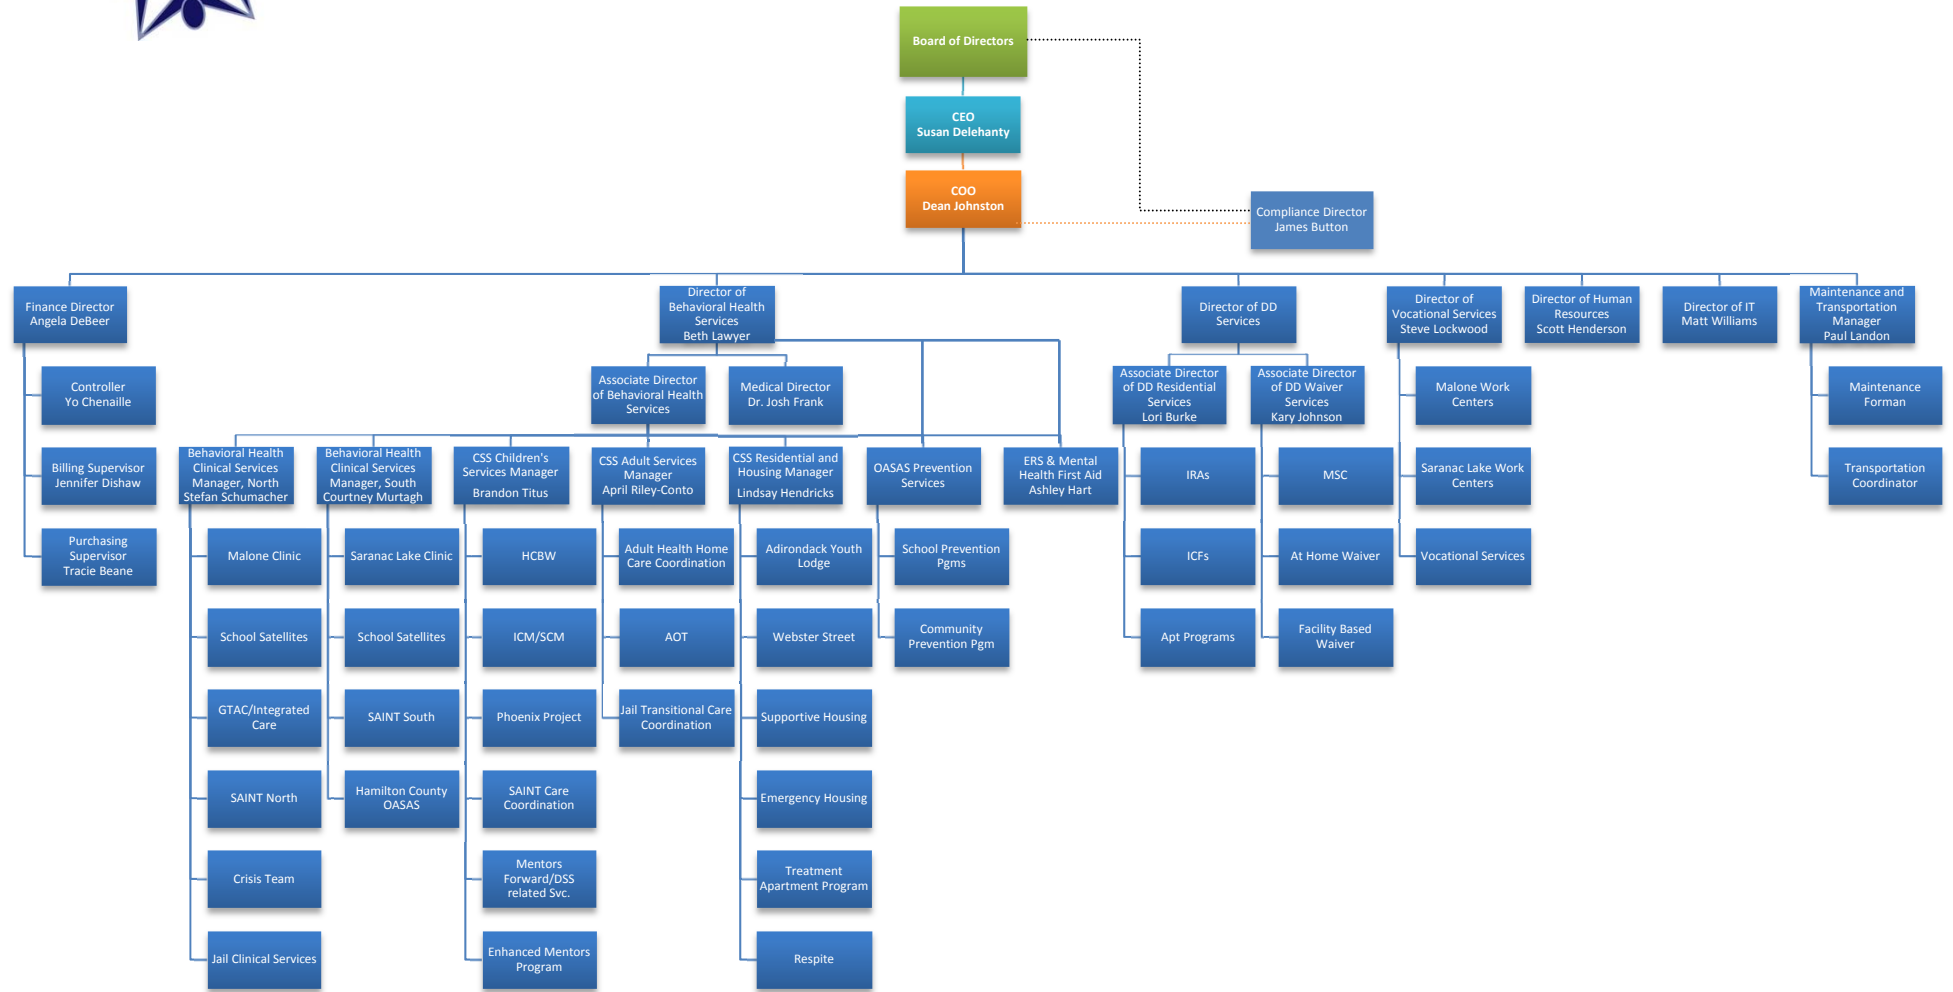 Board of Directors
CEO
Susan Delehanty
COO
Dean Johnston
Compliance Director
James Button
Finance Director
Angela DeBeer
Director of
Behavioral Health
Services
Beth Lawyer
Director of DD
Services
Director of
Vocational Services
Steve Lockwood
Director of Human
Resources
Scott Henderson
Director of IT
Matt Williams
Maintenance and
Transportation
Manager
Paul Landon
Controller
Yo Chenaille
Associate Director
of Behavioral Health
Services
Medical Director
Dr. Josh Frank
Associate Director
of DD Residential
Services
Lori Burke
Associate Director
of DD Waiver
Services
Kary Johnson
Malone Work
Centers
Maintenance
Forman
Billing Supervisor
Jennifer Dishaw
Behavioral Health
Clinical Services
Manager, North
Stefan Schumacher
Behavioral Health
Clinical Services
Manager, South
Courtney Murtagh
CSS Children's
Services Manager
Brandon Titus
CSS Adult Services
Manager
April Riley-Conto
CSS Residential and
Housing Manager
Lindsay Hendricks
OASAS Prevention
Services
ERS & Mental
Health First Aid
Ashley Hart
IRAs
MSC
Saranac Lake Work
Centers
Transportation
Coordinator
Purchasing
Supervisor
Tracie Beane
Malone Clinic
Saranac Lake Clinic
HCBW
Adult Health Home
Care Coordination
Adirondack Youth
Lodge
School Prevention
Pgms
ICFs
At Home Waiver
Vocational Services
School Satellites
School Satellites
ICM/SCM
AOT
Webster Street
Community
Prevention Pgm
Apt Programs
Facility Based
Waiver
GTAC/Integrated
Care
SAINT South
Phoenix Project
Jail Transitional Care
Coordination
Supportive Housing
SAINT North
Hamilton County
OASAS
SAINT Care
Coordination
Emergency Housing
Crisis Team
Mentors
Forward/DSS
related Svc.
Treatment
Apartment Program
Jail Clinical Services
Enhanced Mentors
Program
Respite